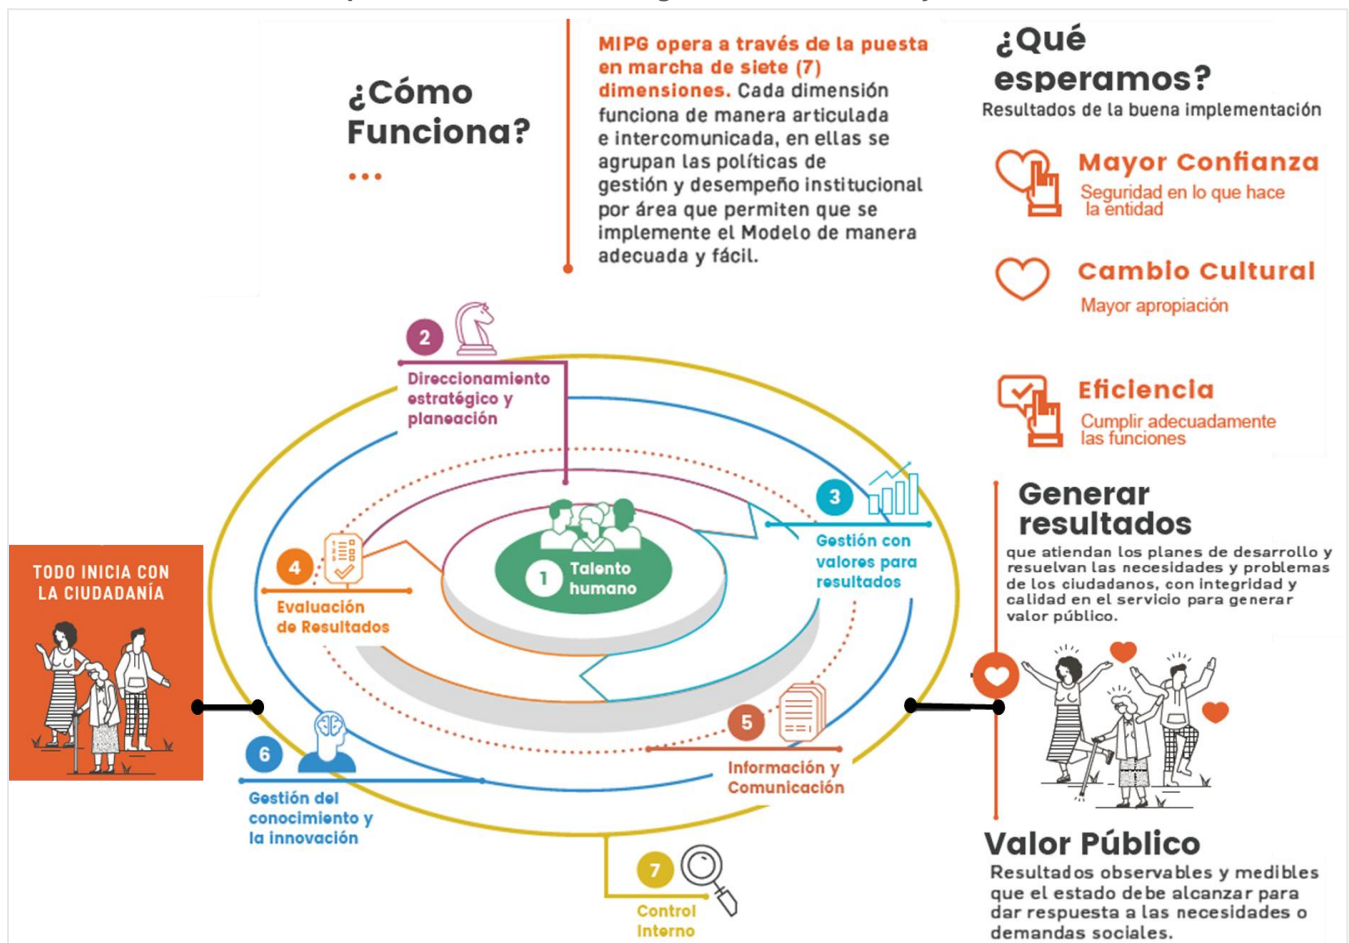 ¿Cómo
Funciona?
...
MIPG opera a través de la puesta
en marcha de siete (7)
dimensiones. Cada dimensión
funciona de manera articulada
e intercomunicada, en ellas se
agrupan las políticas de
gestión y desempeño institucional
por área que permiten que se
implemente el Modelo de manera
adecuada y fácil.
¿Qué
esperamos?
Resultados de la buena implementación
Mayor Confianza
Seguridad en lo que hace
la entidad
Cambio Cultural
Mayor apropiación
Eficiencia
Cumplir adecuadamente
las funciones
Generar
resultados
que atiendan los planes de desarrollo y
resuelvan las necesidades y problemas
de los ciudadanos, con integridad y
calidad en el servicio para generar
valor público.
Valor Público
Resultados observables y medibles
que el estado debe alcanzar para
dar respuesta a las necesidades o
demandas sociales.
TODO INICIA CON
LA CIUDADANÍA
1
Talento
humano
2
Direccionamiento
estratégico y
planeación
3
Gestión con
valores para
resultados
4
Evaluación
de Resultados
5
Información y
Comunicación
6
Gestión del
conocimiento y
la innovación
7
Control
Interno